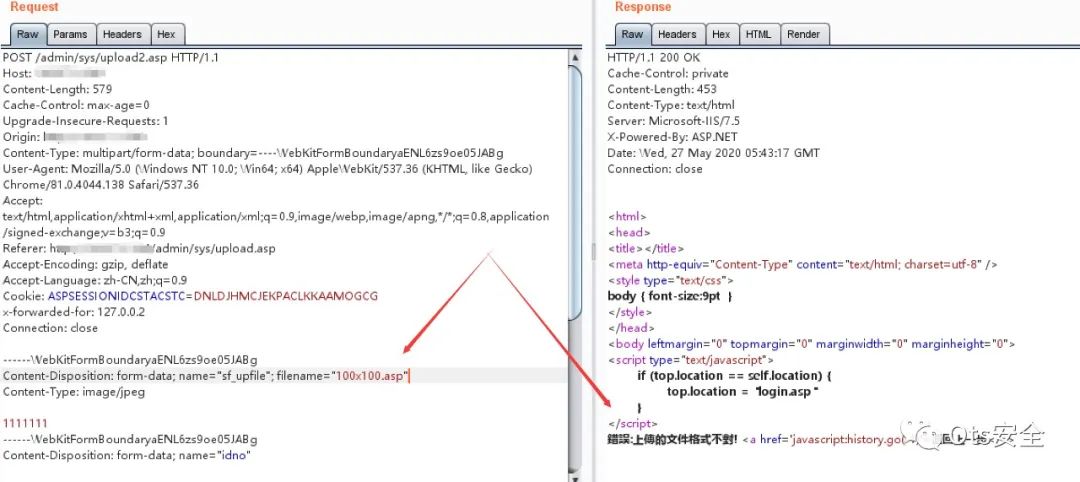 Request
Raw Params Headers Hex
POST /admin/sys/upload2.asp HTTP/1.1
Host:
Content-Length: 579
Cache-Control: max-age=0
Upgrade-Insecure-Requests: 1
Origin:
Content-Type: multipart/form-data; boundary=----WebKitFormBoundaryaENL6zs9oe05JABg
User-Agent: Mozilla/5.0 (Windows NT 10.0; Win64; x64) AppleWebKit/537.36 (KHTML, like Gecko)
Chrome/81.0.4044.138 Safari/537.36
Accept:
text/html,application/xhtml+xml,application/xml;q=0.9,image/webp,image/apng,*/*;q=0.8,application
/signed-exchange;v=b3;q=0.9
Referer: /admin/sys/upload.asp
Accept-Encoding: gzip, deflate
Accept-Language: zh-CN,zh;q=0.9
Cookie: ASPSESSIONIDCSTACSTC=DNLDJHMCJEKPACLKKAAMOGCG
x-forwarded-for: 127.0.0.2
Connection: close
------WebKitFormBoundaryaENL6zs9oe05JABg
Content-Disposition: form-data; name="sf_upfile"; filename="100x100.asp"
Content-Type: image/jpeg
1111111
------WebKitFormBoundaryaENL6zs9oe05JABg
Content-Disposition: form-data; name="idno"
Response
Raw Headers Hex HTML Render
HTTP/1.1 200 OK
Cache-Control: private
Content-Length: 453
Content-Type: text/html
Server: Microsoft-IIS/7.5
X-Powered-By: ASP.NET
Date: Wed, 27 May 2020 05:43:17 GMT
Connection: close
<html>
<head>
<title></title>
<meta http-equiv="Content-Type" content="text/html; charset=utf-8" />
<style type="text/css">
body { font-size:9pt }
</style>
</head>
<body leftmargin="0" topmargin="0" marginwidth="0" marginheight="0">
<script type="text/javascript">
if (top.location == self.location) {
top.location = "login.asp"
}
</script>
錯誤:上傳的文件格式不對! <a href='javascript:history.go(
Ots安全